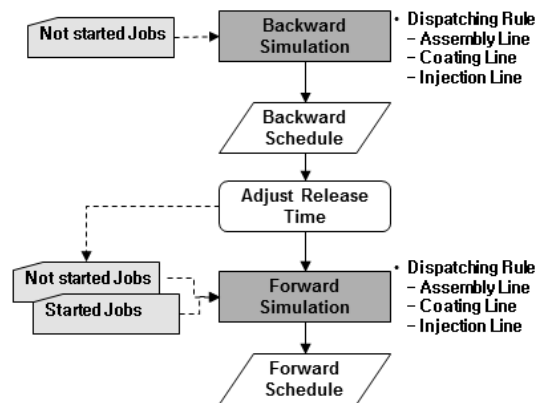 Not started Jobs
Backward
Simulation
• Dispatching Rule
– Assembly Line
– Coating Line
– Injection Line
Backward
Schedule
Adjust Release
Time
Not started Jobs
Started Jobs
Forward
Simulation
• Dispatching Rule
– Assembly Line
– Coating Line
– Injection Line
Forward
Schedule